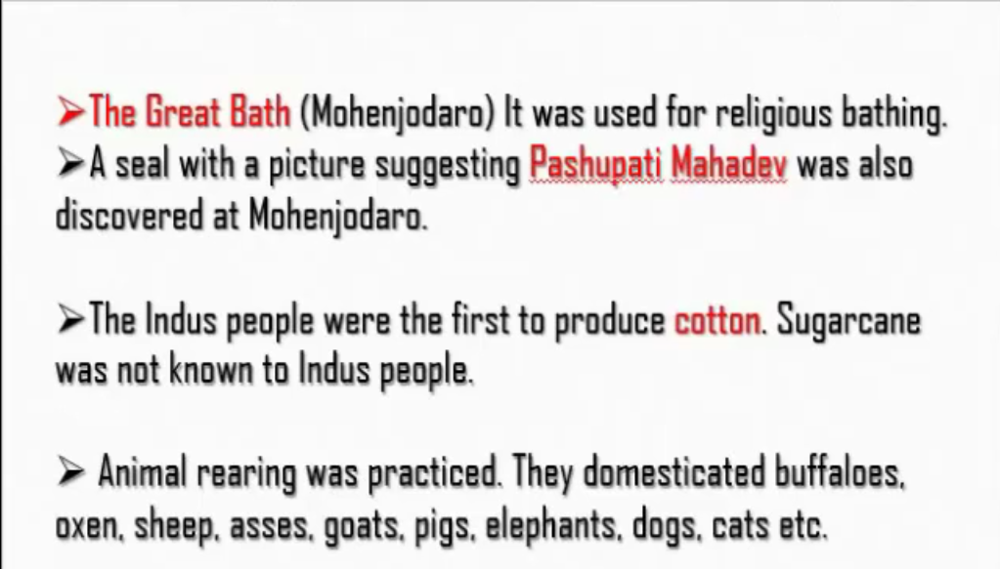 ➢The Great Bath (Mohenjodaro) It was used for religious bathing.
➢A seal with a picture suggesting Pashupati Mahadev was also
discovered at Mohenjodaro.
➢The Indus people were the first to produce cotton. Sugarcane
was not known to Indus people.
➢ Animal rearing was practiced. They domesticated buffaloes,
oxen, sheep, asses, goats, pigs, elephants, dogs, cats etc.